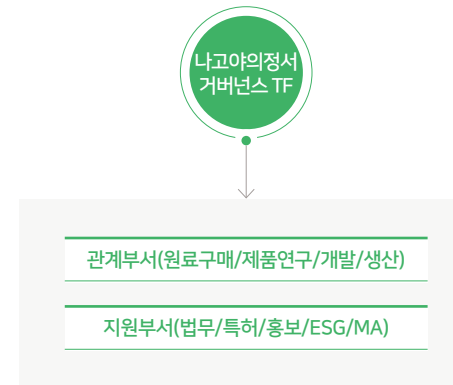 나고야의정서
거버넌스 TF
관계부서(원료구매/제품연구/개발/생산)
지원부서(법무/특허/홍보/ESG/MA)